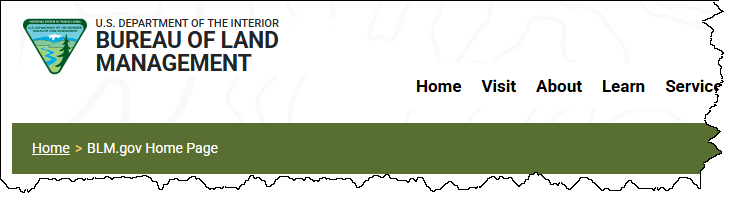 U.S. DEPARTMENT OF THE INTERIOR
BUREAU OF LAND
MANAGEMENT
Home Visit About Learn Service
Home > BLM.gov Home Page